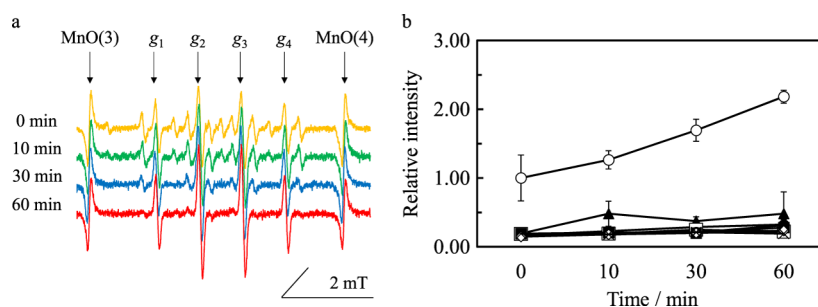 a
MnO(3) g₁ g₂ g₃ g₄ MnO(4)
0 min
10 min
30 min
60 min
2 mT
b
Relative intensity
3.00
2.00
1.00
0.00
0 10 30 60
Time / min